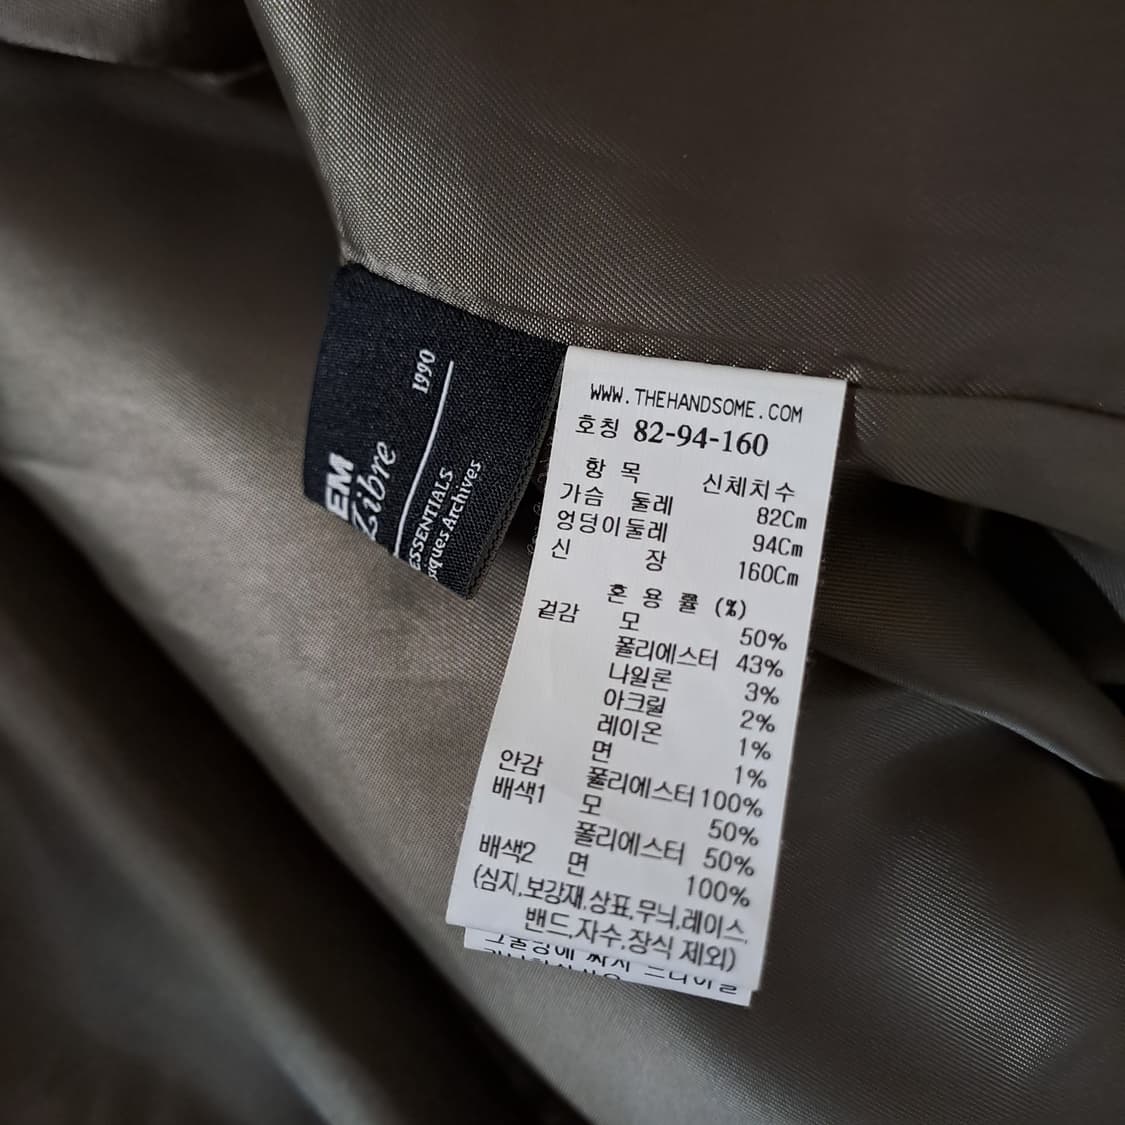 1990
EM
Libre
ESSENTIALS
Archives
WWW.THEHANDSOME.COM
호칭 82-94-160
항 목 신체치수
가슴 둘레 82Cm
엉덩이둘레 94Cm
신 장 160Cm
혼 용 률 (%)
겉감 모 50%
폴리에스터 43%
나일론 3%
아크릴 2%
레이온 1%
면 1%
안감 폴리에스터 100%
배색1 모 50%
폴리에스터 50%
배색2 면 100%
(심지,보강재,상표,무늬,레이스,
밴드,자수,장식 제외)